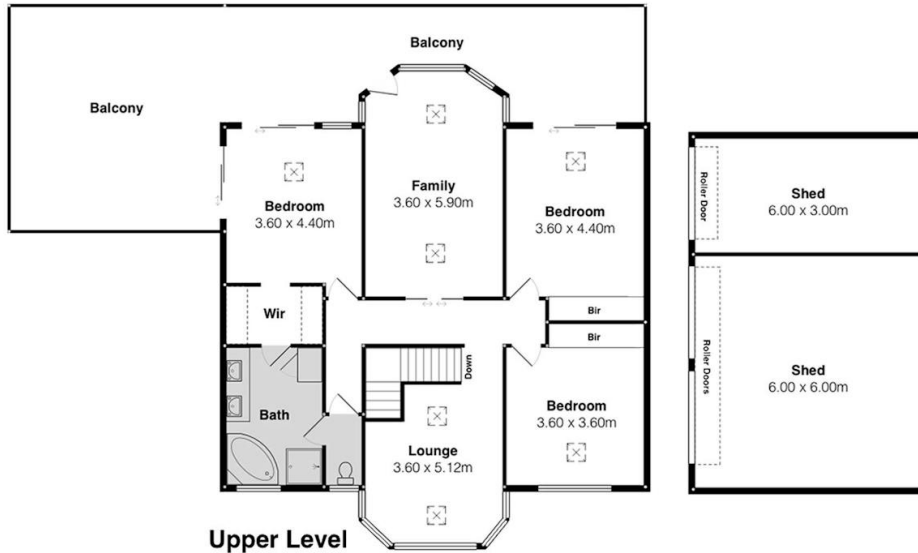 Balcony
Balcony
Bedroom
3.60 x 4.40m
Family
3.60 x 5.90m
Bedroom
3.60 x 4.40m
Roller Door
Shed
6.00 x 3.00m
Wir
Bir
Bir
Down
Bath
Lounge
3.60 x 5.12m
Bedroom
3.60 x 3.60m
Roller Doors
Shed
6.00 x 6.00m
Upper Level